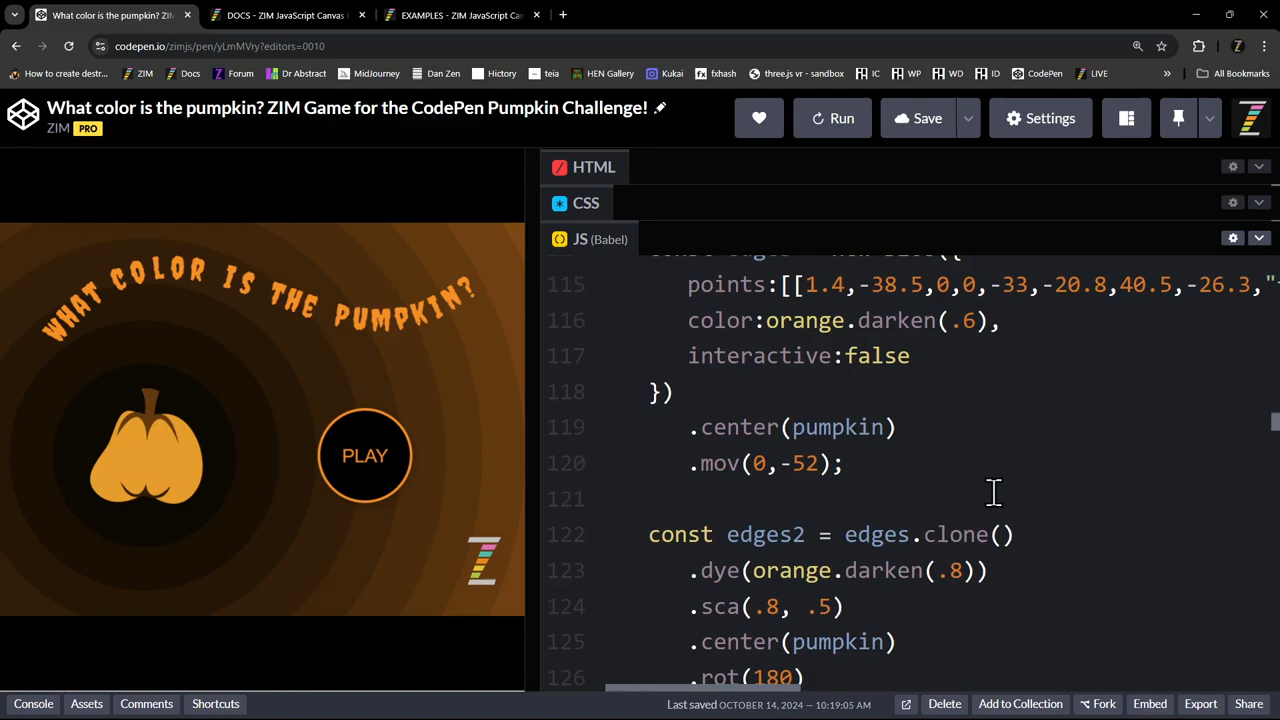 What color is the pumpkin? ZIM
DOCS - ZIM JavaScript Canvas
EXAMPLES - ZIM JavaScript Can
codepen.io/zimjs/pen/yLmMVry?editors=0010
How to create destr...
ZIM
Docs
Forum
Dr Abstract
MidJourney
Dan Zen
Hictory
teia
HEN Gallery
Kukai
fxhash
three.js vr - sandbox
IC
WP
WD
ID
CodePen
LIVE
»
All Bookmarks
What color is the pumpkin? ZIM Game for the CodePen Pumpkin Challenge!
ZIM PRO
Run
Save
Settings
HTML
CSS
JS (Babel)
WHAT COLOR IS THE PUMPKIN?
PLAY
115 points:[[1.4,-38.5,0,0,-33,-20.8,40.5,-26.3,"
116 color:orange.darken(.6),
117 interactive:false
118 })
119 .center(pumpkin)
120 .mov(0,-52);
121
122 const edges2 = edges.clone()
123 .dye(orange.darken(.8))
124 .sca(.8, .5)
125 .center(pumpkin)
126 .rot(180)
Console
Assets
Comments
Shortcuts
Last saved OCTOBER 14, 2024 — 10:19:05 AM
Delete
Add to Collection
Fork
Embed
Export
Share